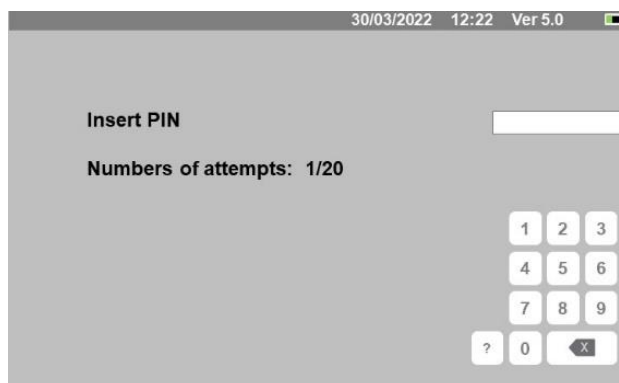 30/03/2022 12:22 Ver 5.0
Insert PIN
Numbers of attempts: 1/20
1 2 3
4 5 6
7 8 9
? 0 X